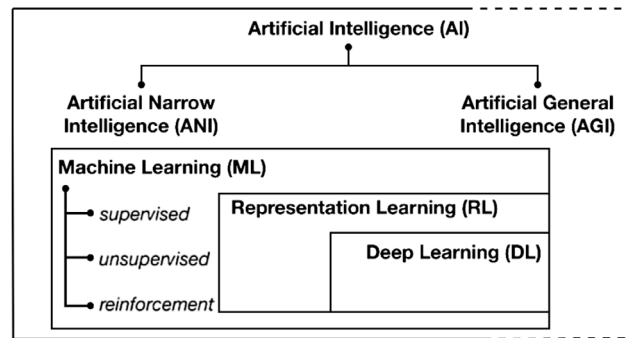 Artificial Intelligence (AI)
Artificial Narrow
Intelligence (ANI)
Artificial General
Intelligence (AGI)
Machine Learning (ML)
supervised
unsupervised
reinforcement
Representation Learning (RL)
Deep Learning (DL)